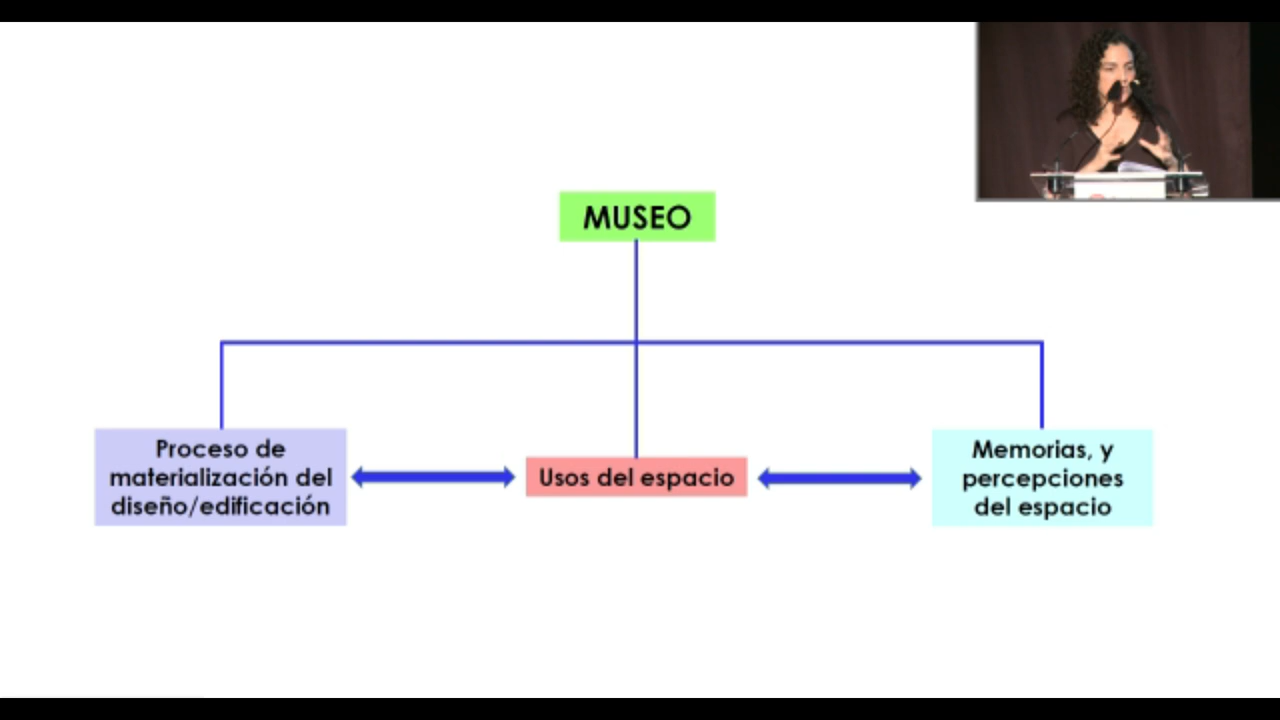 MUSEO
Proceso de
materialización del
diseño/edificación
Usos del espacio
Memorias, y
percepciones
del espacio